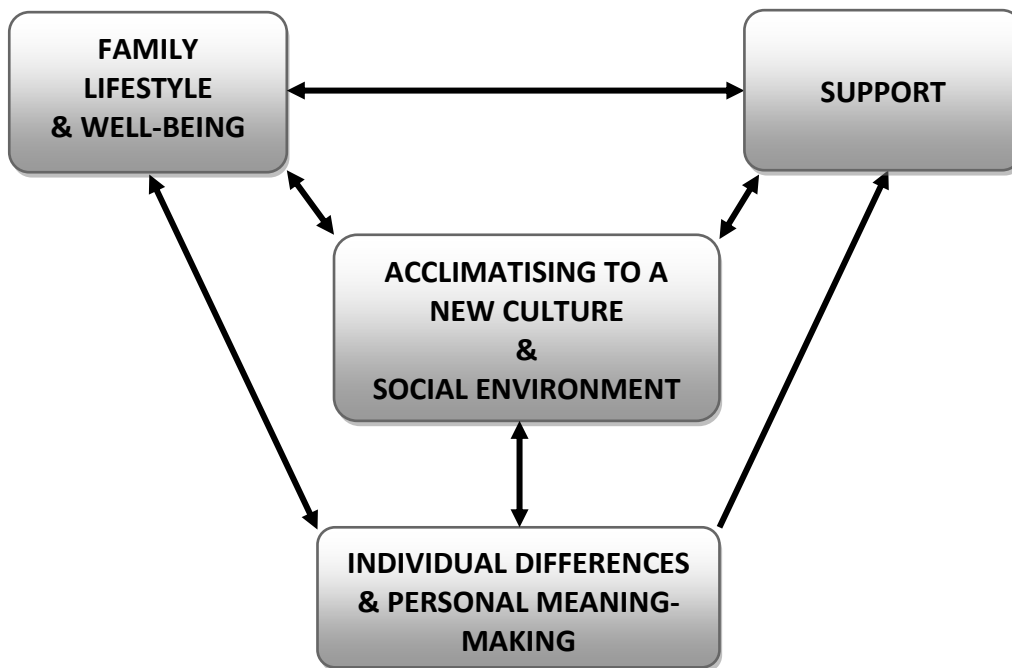 FAMILY
LIFESTYLE
& WELL-BEING
SUPPORT
ACCLIMATISING TO A
NEW CULTURE
&
SOCIAL ENVIRONMENT
INDIVIDUAL DIFFERENCES
& PERSONAL MEANING-
MAKING